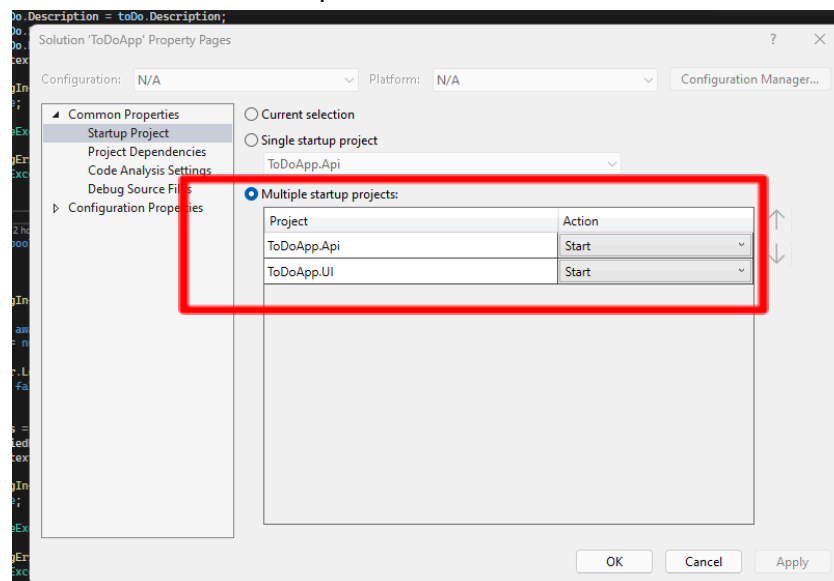 Do.Description = toDo.Description;
Solution 'ToDoApp' Property Pages
?
Configuration: N/A Platform: N/A Configuration Manager...
Common Properties
Startup Project
Project Dependencies
Code Analysis Settings
Debug Source Files
Configuration Properties
Current selection
Single startup project
ToDoApp.Api
Multiple startup projects:
Project Action
ToDoApp.Api Start
ToDoApp.UI Start
OK Cancel Apply